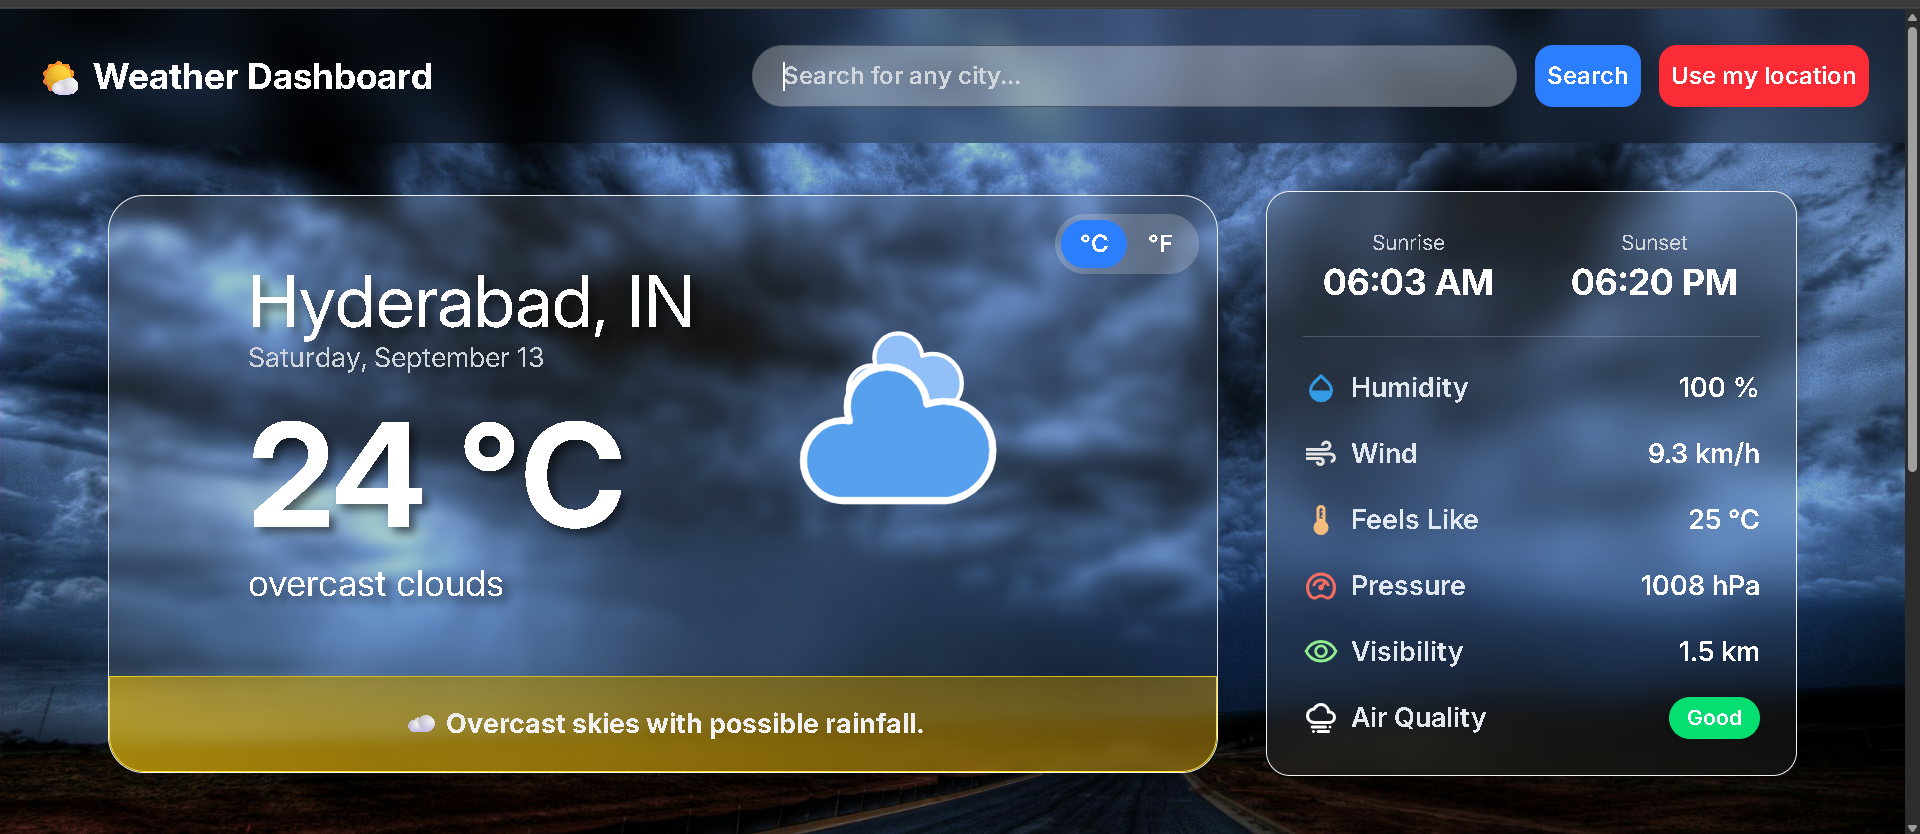 Weather Dashboard
Search for any city...
Search
Use my location
°C
°F
Hyderabad, IN
Saturday, September 13
24 °C
overcast clouds
Overcast skies with possible rainfall.
Sunrise
06:03 AM
Sunset
06:20 PM
Humidity 100 %
Wind 9.3 km/h
Feels Like 25 °C
Pressure 1008 hPa
Visibility 1.5 km
Air Quality Good